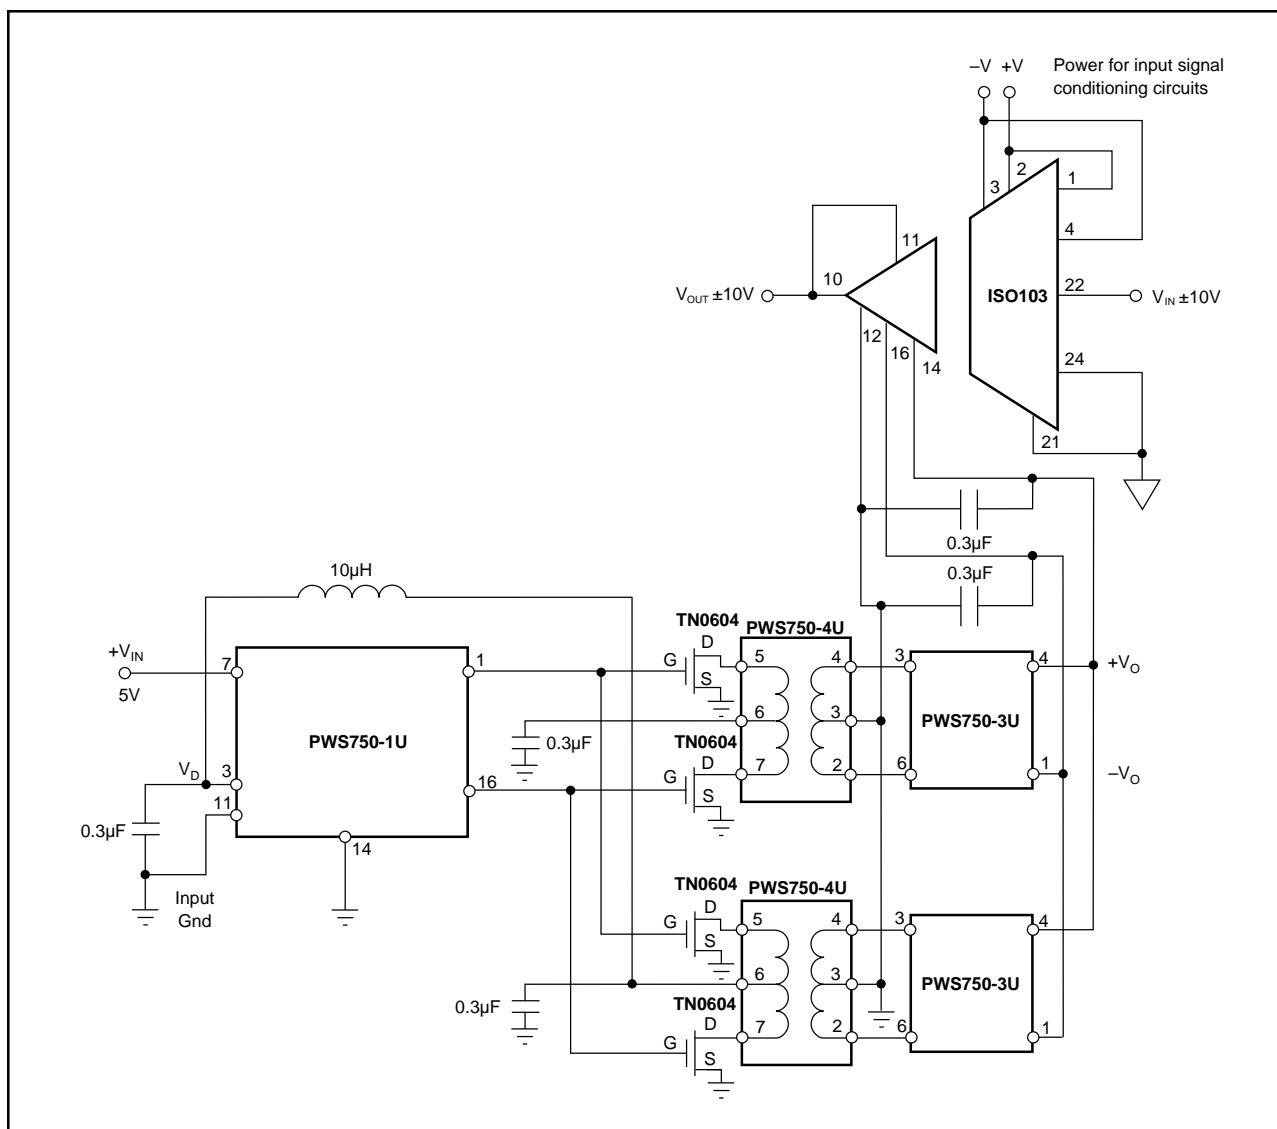 –V +V Power for input signal
conditioning circuits
2
3
1
11
4
10
V_OUT ±10V
ISO103
22
V_IN ±10V
12
16
14
24
21
0.3µF
0.3µF
10µH
TN0604
PWS750-4U
+V_IN
7
5V
1
G
D
S
5
4
3
4
+V_O
PWS750-1U
6
3
PWS750-3U
0.3µF
TN0604
V_D
3
16
G
D
S
7
2
6
1
–V_O
11
0.3µF
14
Input
Gnd
TN0604
PWS750-4U
G
D
S
5
4
3
4
6
3
PWS750-3U
0.3µF
TN0604
G
D
S
7
2
6
1